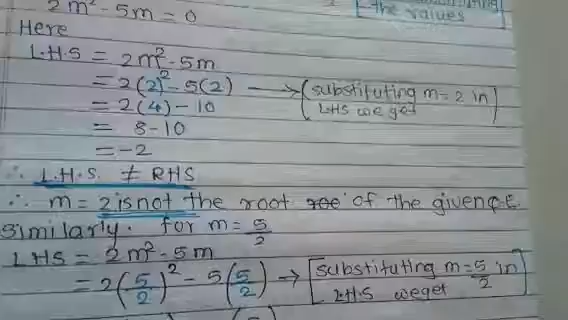 2m² - 5m = 0
the values
Here
L.H.S = 2m² - 5m
= 2(2)² - 5(2) → (substituting m = 2 in
LHS we get
= 2(4) - 10
= 8 - 10
= -2
∴ L.H.S. ≠ RHS
∴ m = 2 is not the root of the given q.E.
Similarly. for m = 5/2
LHS = 2m² - 5m
= 2(5/2)² - 5(5/2) → [substituting m = 5/2 in
LHS we get